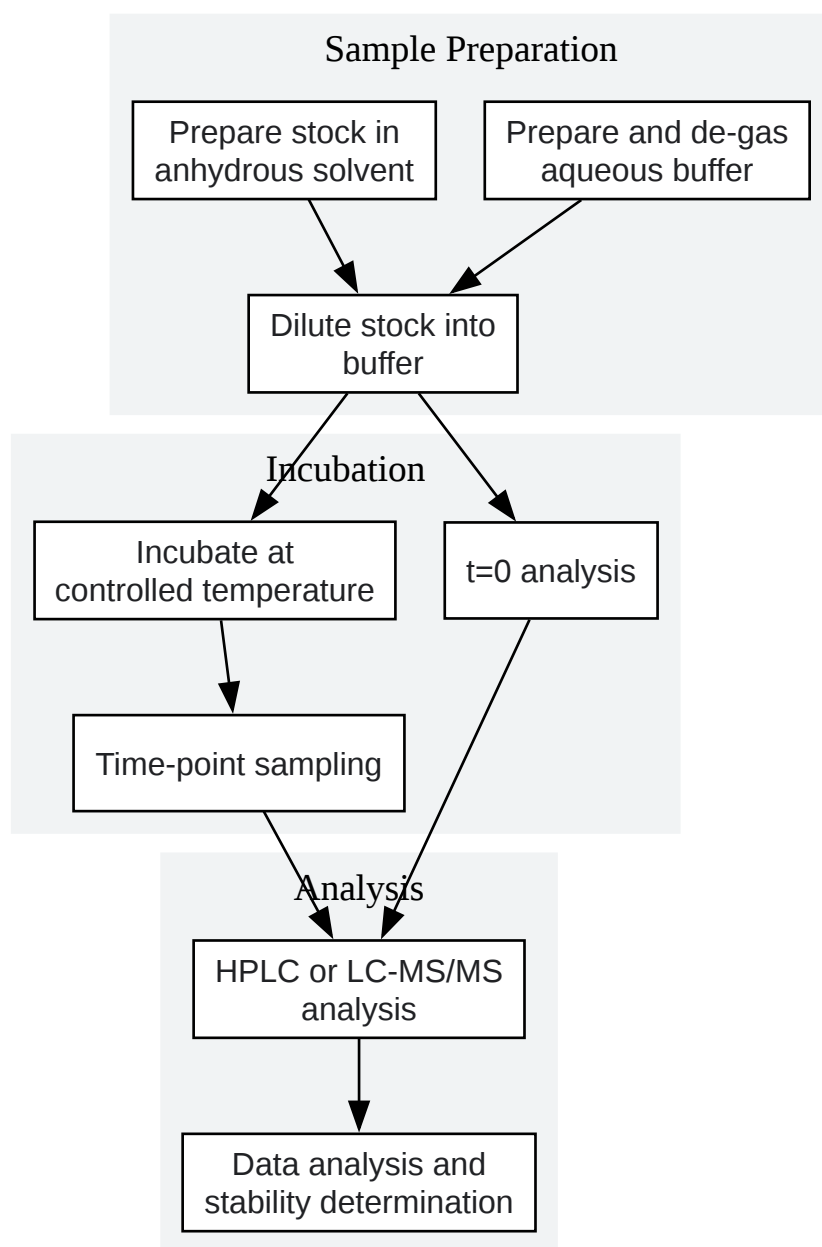 Sample Preparation
Prepare stock in
anhydrous solvent
Prepare and de-gas
aqueous buffer
Dilute stock into
buffer
Incubation
Incubate at
controlled temperature
t=0 analysis
Time-point sampling
Analysis
HPLC or LC-MS/MS
analysis
Data analysis and
stability determination